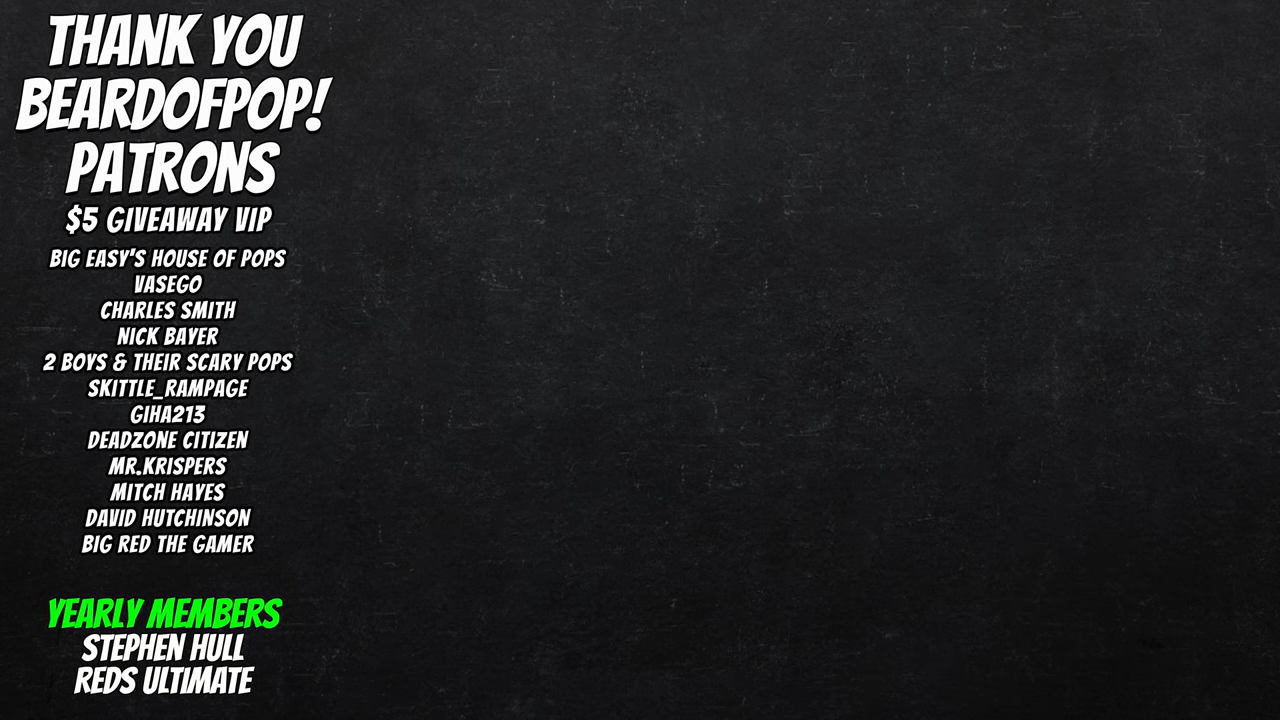 THANK YOU
BEARDOFPOP!
PATRONS
$5 GIVEAWAY VIP
BIG EASY'S HOUSE OF POPS
VASEGO
CHARLES SMITH
NICK BAYER
2 BOYS & THEIR SCARY POPS
SKITTLE_RAMPAGE
GIHA213
DEADZONE CITIZEN
MR.KRISPERS
MITCH HAYES
DAVID HUTCHINSON
BIG RED THE GAMER
YEARLY MEMBERS
STEPHEN HULL
REDS ULTIMATE